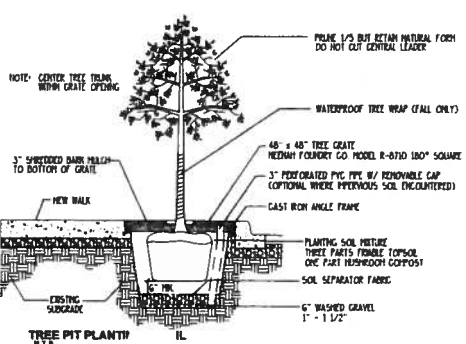 PRUNE 1/3 BUT RETAIN NATURAL FORM
DO NOT CUT CENTRAL LEADER
NOTE: CENTER TREE TRUNK
WITHIN GRATE OPENING
WATERPROOF TREE WRAP (FALL ONLY)
48" x 48" TREE GRATE
NEENAH FOUNDRY CO. MODEL R-8710 180° SQUARE
3" SHREDDED BARK MULCH
TO BOTTOM OF GRATE
3" PERFORATED PVC PIPE W/ REMOVABLE CAP
(OPTIONAL WHERE IMPERVIOUS SOIL ENCOUNTERED)
CAST IRON ANGLE FRAME
NEW WALK
PLANTING SOIL MIXTURE
THREE PARTS FRIABLE TOPSOIL
ONE PART MUSHROOM COMPOST
SOIL SEPARATOR FABRIC
6" MIN.
EXISTING
SUBGRADE
6" WASHED GRAVEL
1" - 1 1/2"
TREE PIT PLANTI IL